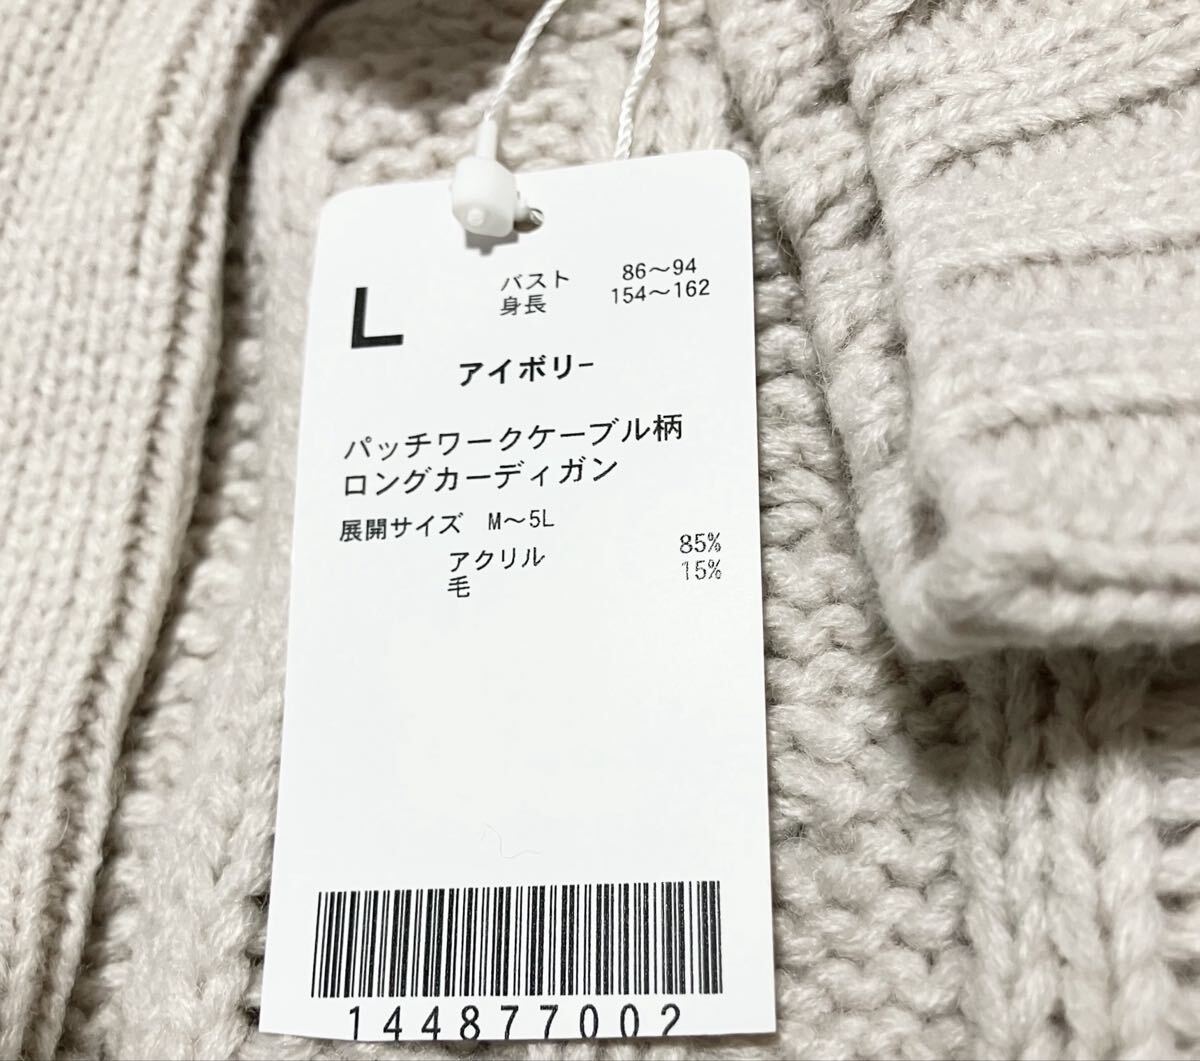 L
バスト 86～94
身長 154～162
アイボリー
パッチワークケーブル柄
ロングカーディガン
展開サイズ M～5L
アクリル 85%
毛 15%
144877002